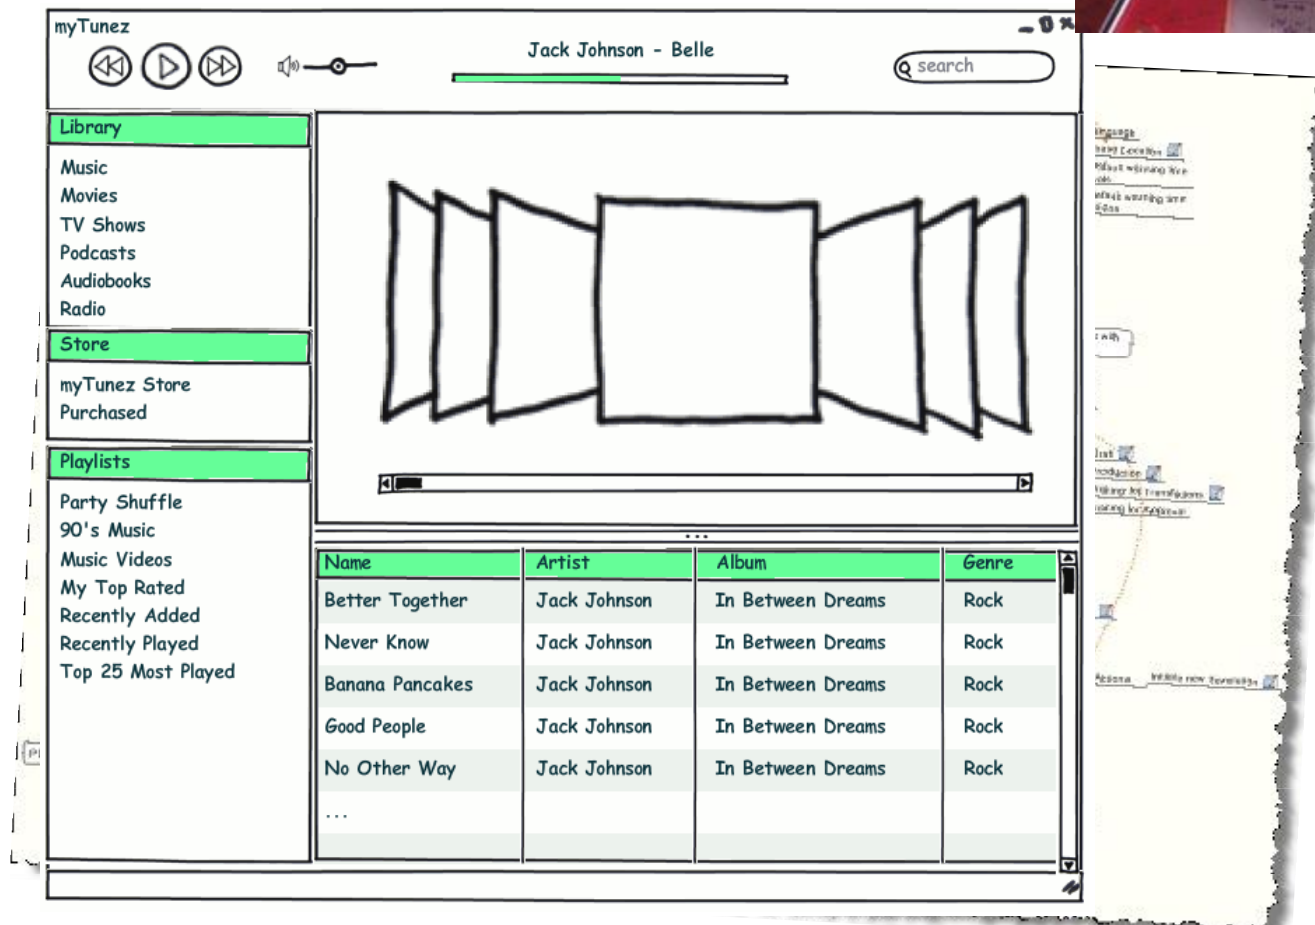 myTunez
Jack Johnson - Belle
search
Library
Music
Movies
TV Shows
Podcasts
Audiobooks
Radio
Store
myTunez Store
Purchased
Playlists
Party Shuffle
90's Music
Music Videos
My Top Rated
Recently Added
Recently Played
Top 25 Most Played
...
Name Artist Album Genre
Better Together Jack Johnson In Between Dreams Rock
Never Know Jack Johnson In Between Dreams Rock
Banana Pancakes Jack Johnson In Between Dreams Rock
Good People Jack Johnson In Between Dreams Rock
No Other Way Jack Johnson In Between Dreams Rock
...
with